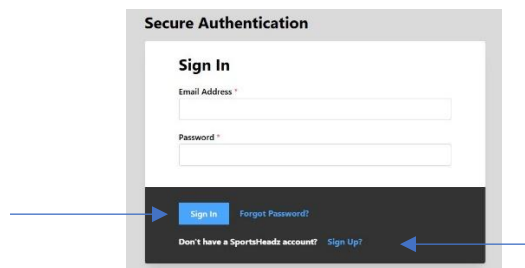 Secure Authentication
Sign In
Email Address *
Password *
Sign In Forgot Password?
Don't have a SportsHeadz account? Sign Up?